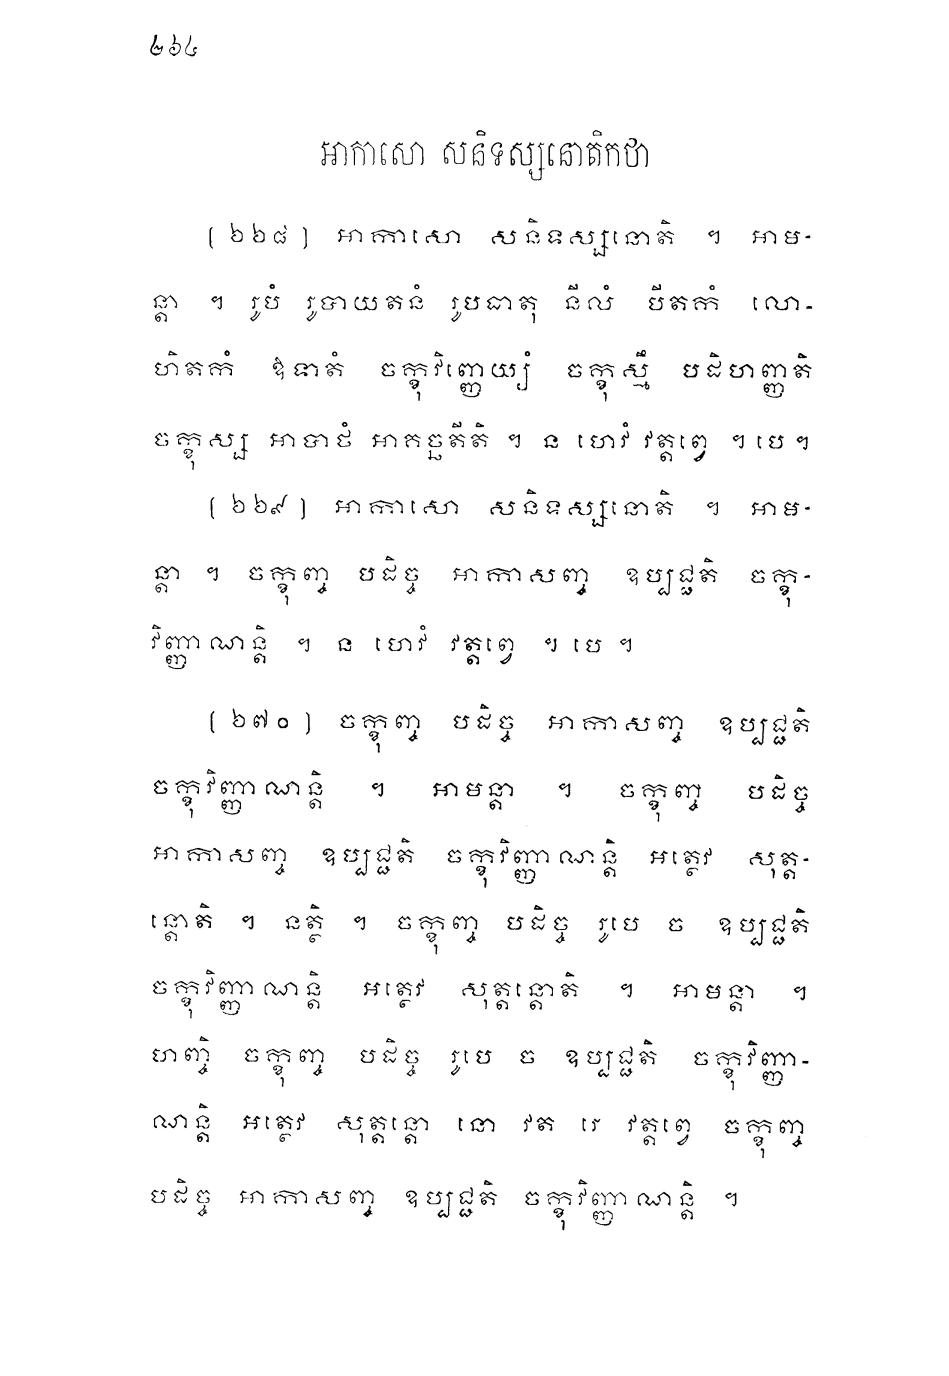 ២៦៤
អាកាសោ សនិទស្សនោតិកថា
(៦៦៨) អាកាសោ សនិទស្សនោតិ ។ អាម-
ន្តា ។ រូបំ រូបាយតនំ រូបធាតុ នីលំ បីតកំ លោ-
ហិតកំ ឱទាតំ ចក្ខុវិញ្ញេយ្យំ ចក្ខុស្មឹ បដិហញ្ញតិ
ចក្ខុស្ស អាបាថំ អាគច្ឆតីតិ ។ ន ហេវំ វត្តព្វេ ។ បេ។
(៦៦៩) អាកាសោ សនិទស្សនោតិ ។ អាម-
ន្តា ។ ចក្ខុញ្ច បដិច្ច អាកាសញ្ច ឧប្បជ្ជតិ ចក្ខុ-
វិញ្ញាណន្តិ ។ ន ហេវំ វត្តព្វេ ។ បេ ។
(៦៧០) ចក្ខុញ្ច បដិច្ច អាកាសញ្ច ឧប្បជ្ជតិ
ចក្ខុវិញ្ញាណន្តិ ។ អាមន្តា ។ ចក្ខុញ្ច បដិច្ច
អាកាសញ្ច ឧប្បជ្ជតិ ចក្ខុវិញ្ញាណន្តិ អត្ថេវ សុត្ត-
ន្តោតិ ។ នត្ថិ ។ ចក្ខុញ្ច បដិច្ច រូបេ ច ឧប្បជ្ជតិ
ចក្ខុវិញ្ញាណន្តិ អត្ថេវ សុត្តន្តោតិ ។ អាមន្តា ។
ហញ្ចិ ចក្ខុញ្ច បដិច្ច រូបេ ច ឧប្បជ្ជតិ ចក្ខុវិញ្ញា-
ណន្តិ អត្ថេវ សុត្តន្តោ នោ វត រេ វត្តព្វេ ចក្ខុញ្ច
បដិច្ច អាកាសញ្ច ឧប្បជ្ជតិ ចក្ខុវិញ្ញាណន្តិ ។